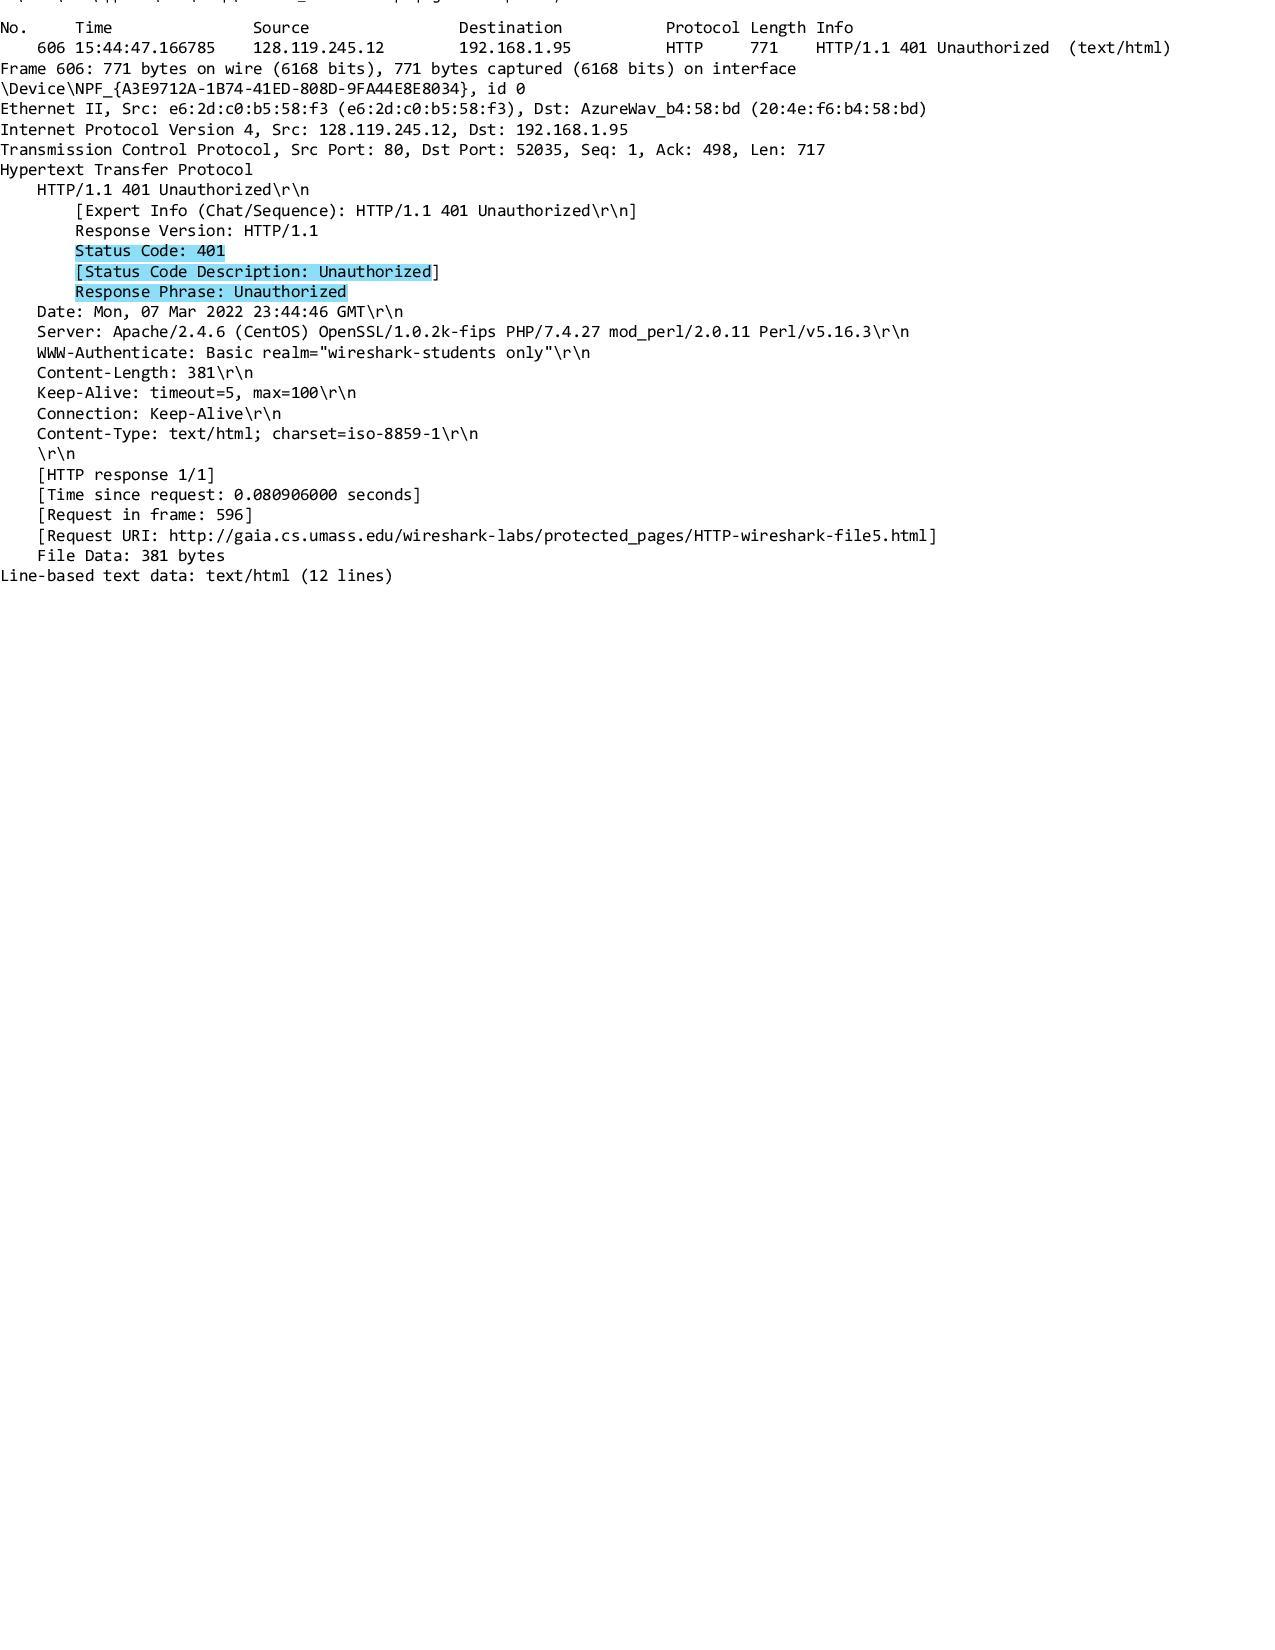 No. Time Source Destination Protocol Length Info
606 15:44:47.166785 128.119.245.12 192.168.1.95 HTTP 771 HTTP/1.1 401 Unauthorized (text/html)
Frame 606: 771 bytes on wire (6168 bits), 771 bytes captured (6168 bits) on interface
\Device\NPF_{A3E9712A-1B74-41ED-808D-9FA44E8E8034}, id 0
Ethernet II, Src: e6:2d:c0:b5:58:f3 (e6:2d:c0:b5:58:f3), Dst: AzureWav_b4:58:bd (20:4e:f6:b4:58:bd)
Internet Protocol Version 4, Src: 128.119.245.12, Dst: 192.168.1.95
Transmission Control Protocol, Src Port: 80, Dst Port: 52035, Seq: 1, Ack: 498, Len: 717
Hypertext Transfer Protocol
HTTP/1.1 401 Unauthorized\r\n
[Expert Info (Chat/Sequence): HTTP/1.1 401 Unauthorized\r\n]
Response Version: HTTP/1.1
Status Code: 401
[Status Code Description: Unauthorized]
Response Phrase: Unauthorized
Date: Mon, 07 Mar 2022 23:44:46 GMT\r\n
Server: Apache/2.4.6 (CentOS) OpenSSL/1.0.2k-fips PHP/7.4.27 mod_perl/2.0.11 Perl/v5.16.3\r\n
WWW-Authenticate: Basic realm="wireshark-students only"\r\n
Content-Length: 381\r\n
Keep-Alive: timeout=5, max=100\r\n
Connection: Keep-Alive\r\n
Content-Type: text/html; charset=iso-8859-1\r\n
\r\n
[HTTP response 1/1]
[Time since request: 0.080906000 seconds]
[Request in frame: 596]
[Request URI: http://gaia.cs.umass.edu/wireshark-labs/protected_pages/HTTP-wireshark-file5.html]
File Data: 381 bytes
Line-based text data: text/html (12 lines)